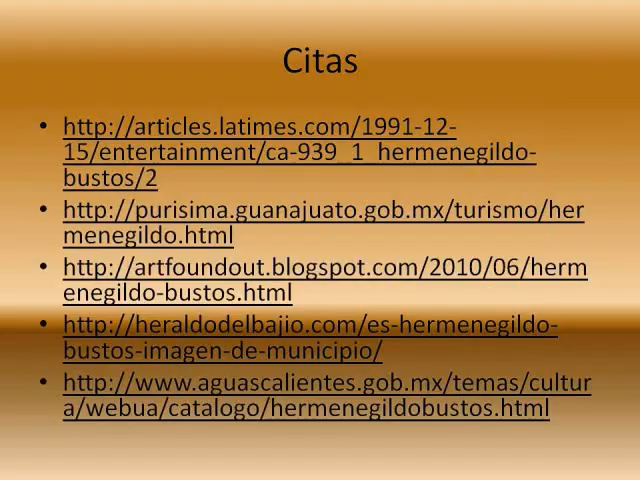 Citas
• http://articles.latimes.com/1991-12-
15/entertainment/ca-939_1_hermenegildo-
bustos/2
• http://purisima.guanajuato.gob.mx/turismo/her
menegildo.html
• http://artfoundout.blogspot.com/2010/06/herm
enegildo-bustos.html
• http://heraldodelbajio.com/es-hermenegildo-
bustos-imagen-de-municipio/
• http://www.aguascalientes.gob.mx/temas/cultur
a/webua/catalogo/hermenegildobustos.html